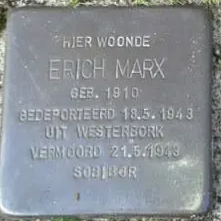 HIER WOONDE
ERICH MARX
GEB. 1910
GEDEPORTEERD 18.5.1943
UIT WESTERBORK
VERMOORD 21.5.1943
SOBIBOR